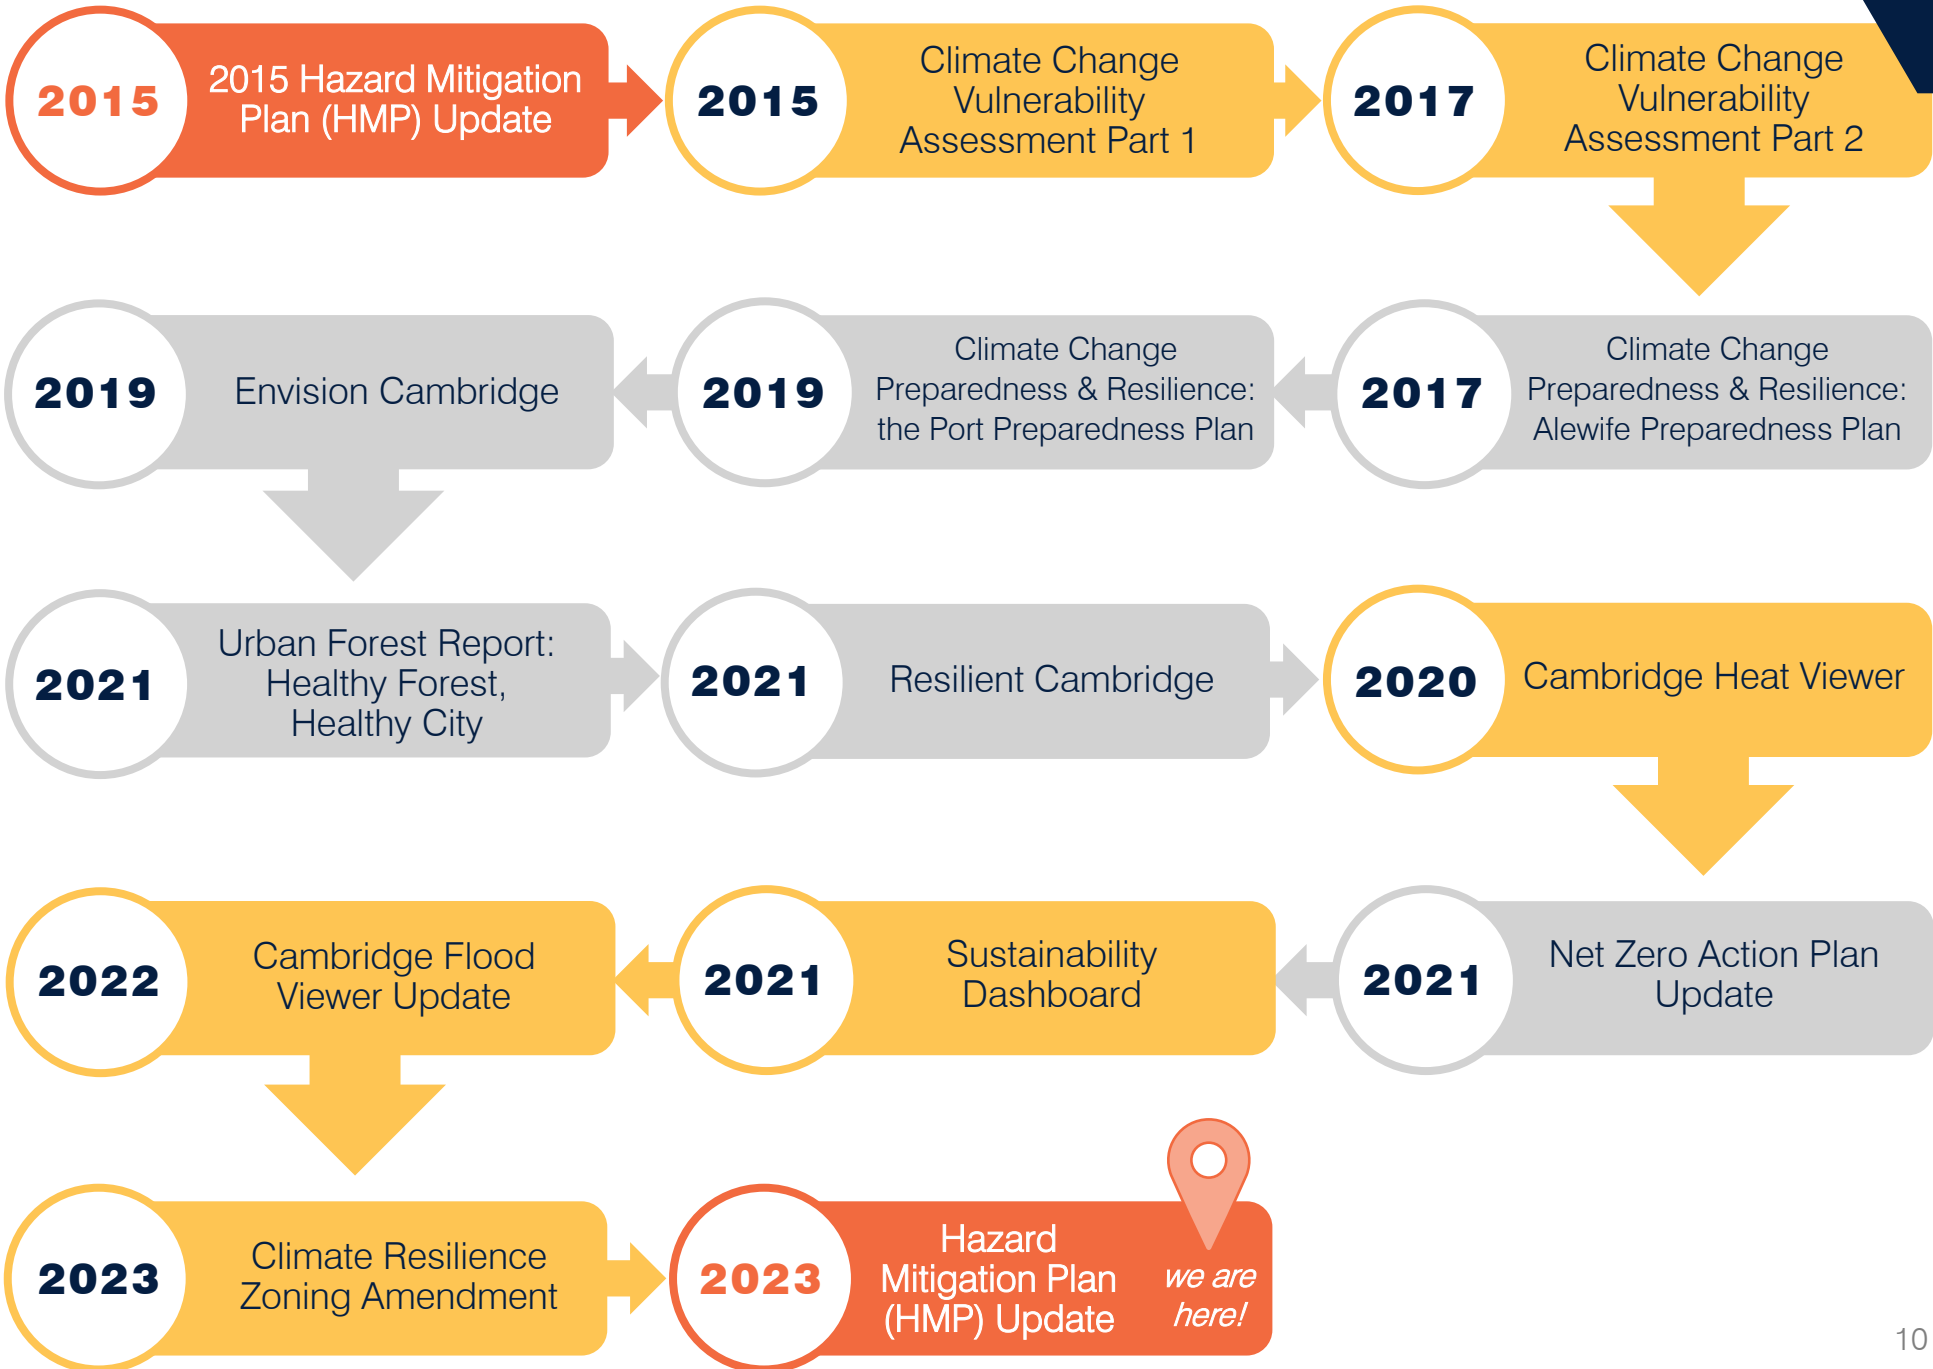 2015
2015 Hazard Mitigation
Plan (HMP) Update
2015
Climate Change
Vulnerability
Assessment Part 1
2017
Climate Change
Vulnerability
Assessment Part 2
2017
Climate Change
Preparedness & Resilience:
Alewife Preparedness Plan
2019
Climate Change
Preparedness & Resilience:
the Port Preparedness Plan
2019
Envision Cambridge
2021
Urban Forest Report:
Healthy Forest,
Healthy City
2021
Resilient Cambridge
2020
Cambridge Heat Viewer
2021
Net Zero Action Plan
Update
2021
Sustainability
Dashboard
2022
Cambridge Flood
Viewer Update
2023
Climate Resilience
Zoning Amendment
2023
Hazard
Mitigation Plan
(HMP) Update
we are
here!
10